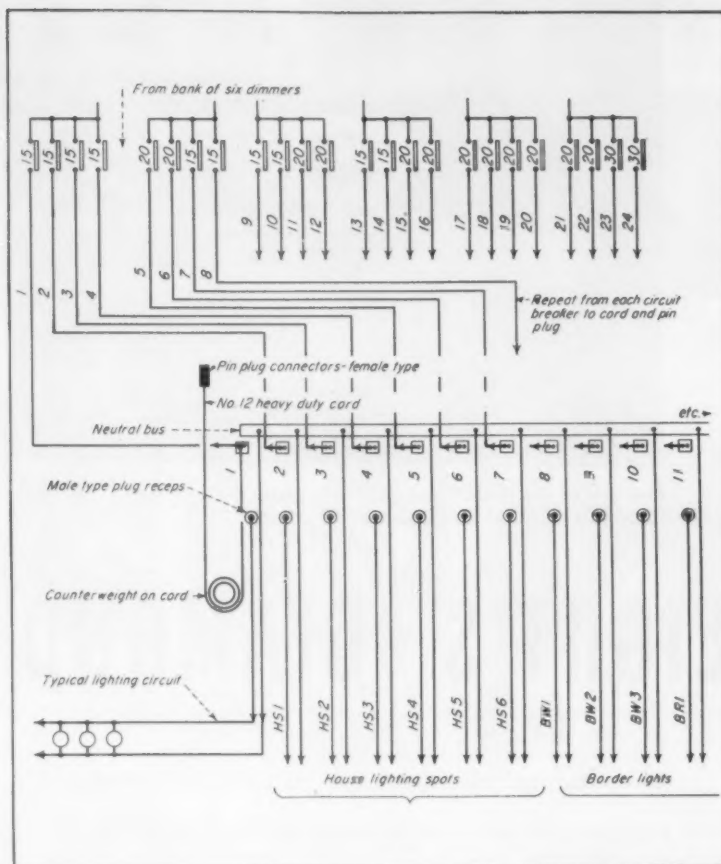 From bank of six dimmers
15 15 15 15 20 20 15 15 15 15 20 20 15 15 20 20 20 20 20 20 20 20 30 30
9 10 11 12 13 14 15 16 17 18 19 20 21 22 23 24
1 2 3 4 5 6 7 8
Repeat from each circuit
breaker to cord and pin
plug
Pin plug connectors-female type
No. 12 heavy duty cord
etc.
Neutral bus
1 2 3 4 5 6 7 8 9 10 11
Male type plug receps
Counterweight on cord
Typical lighting circuit
HS1 HS2 HS3 HS4 HS5 HS6 BW1 BW2 BW3 BR1
House lighting spots
Border lights